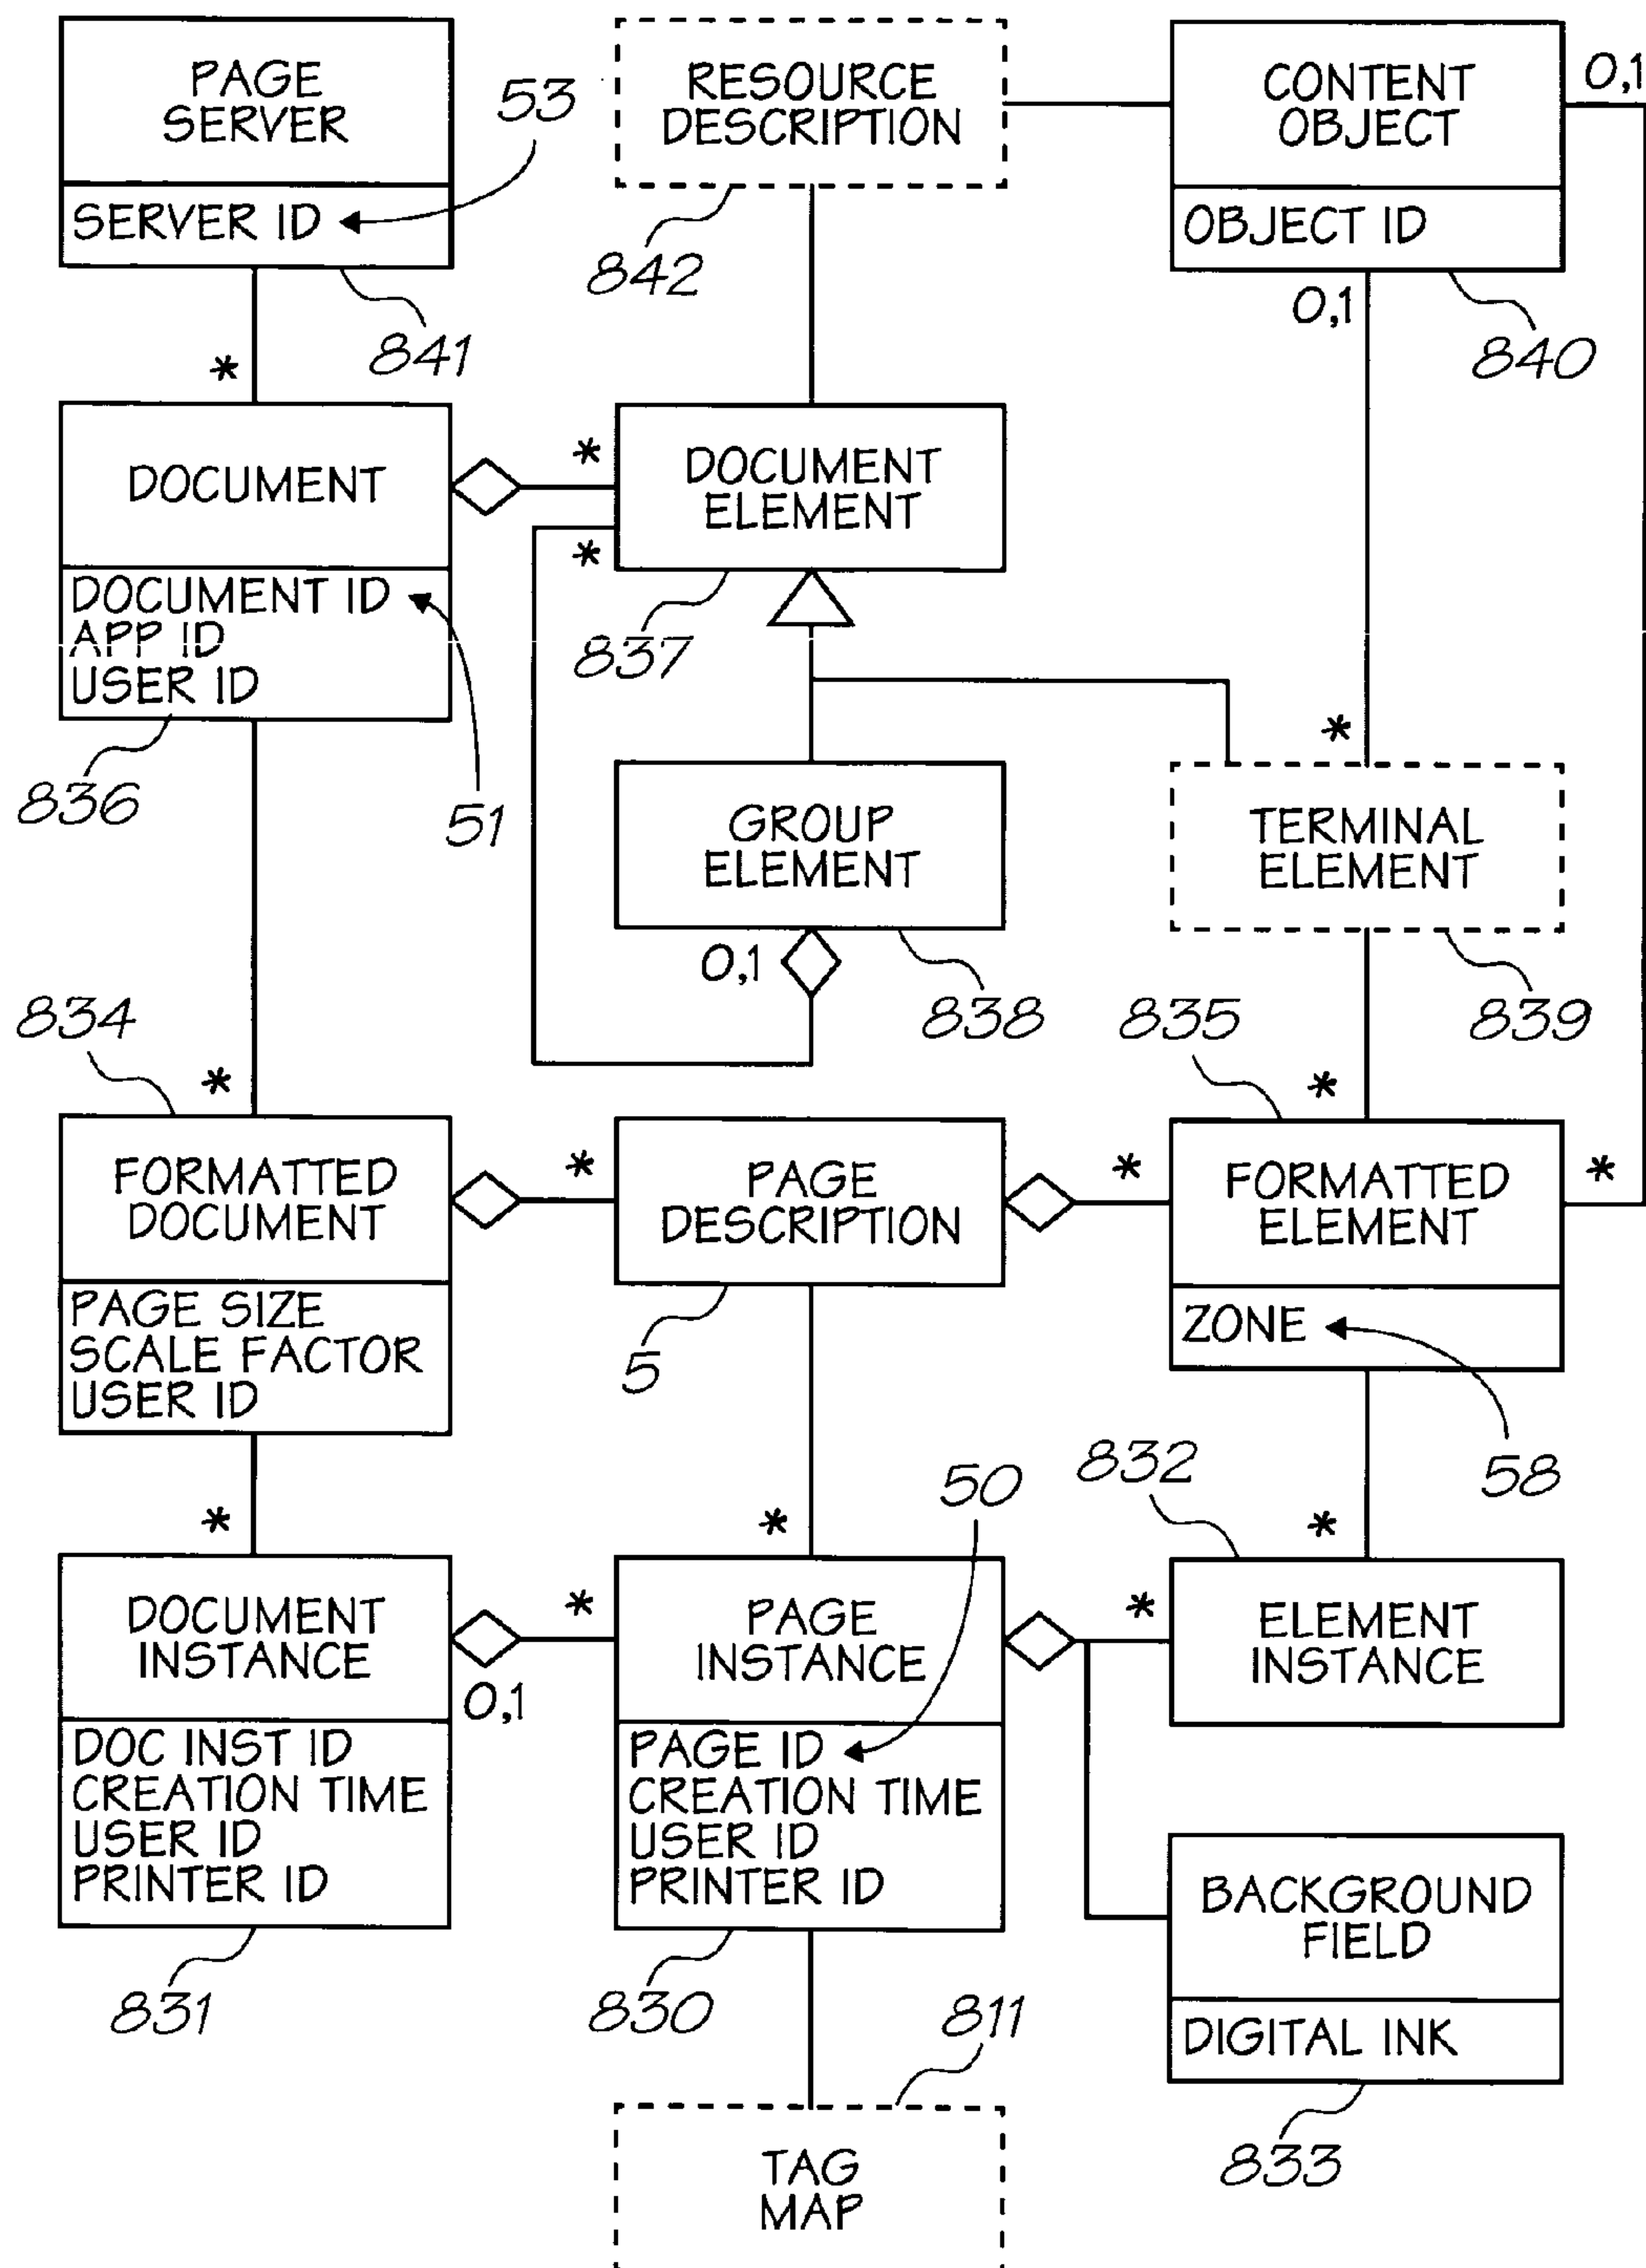 PAGE
SERVER
SERVER ID
53
841
RESOURCE
DESCRIPTION
842
CONTENT
OBJECT
OBJECT ID
0,1
0,1
840
*
DOCUMENT
DOCUMENT ID
APP ID
USER ID
836
51
*
*
DOCUMENT
ELEMENT
837
GROUP
ELEMENT
0,1
838
*
TERMINAL
ELEMENT
839
834
*
FORMATTED
DOCUMENT
PAGE SIZE
SCALE FACTOR
USER ID
*
PAGE
DESCRIPTION
5
835
*
*
FORMATTED
ELEMENT
*
ZONE
58
*
DOCUMENT
INSTANCE
0,1
DOC INST ID
CREATION TIME
USER ID
PRINTER ID
831
*
*
50
PAGE
INSTANCE
PAGE ID
CREATION TIME
USER ID
PRINTER ID
830
832
*
*
ELEMENT
INSTANCE
BACKGROUND
FIELD
DIGITAL INK
833
811
TAG
MAP